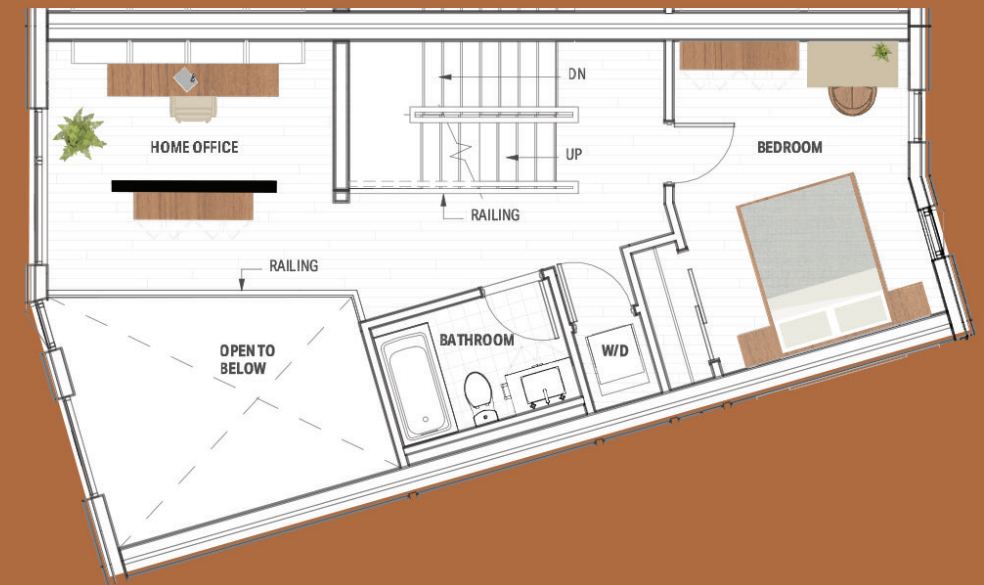 DN
HOME OFFICE
BEDROOM
UP
RAILING
RAILING
BATHROOM
OPEN TO
BELOW
W/D